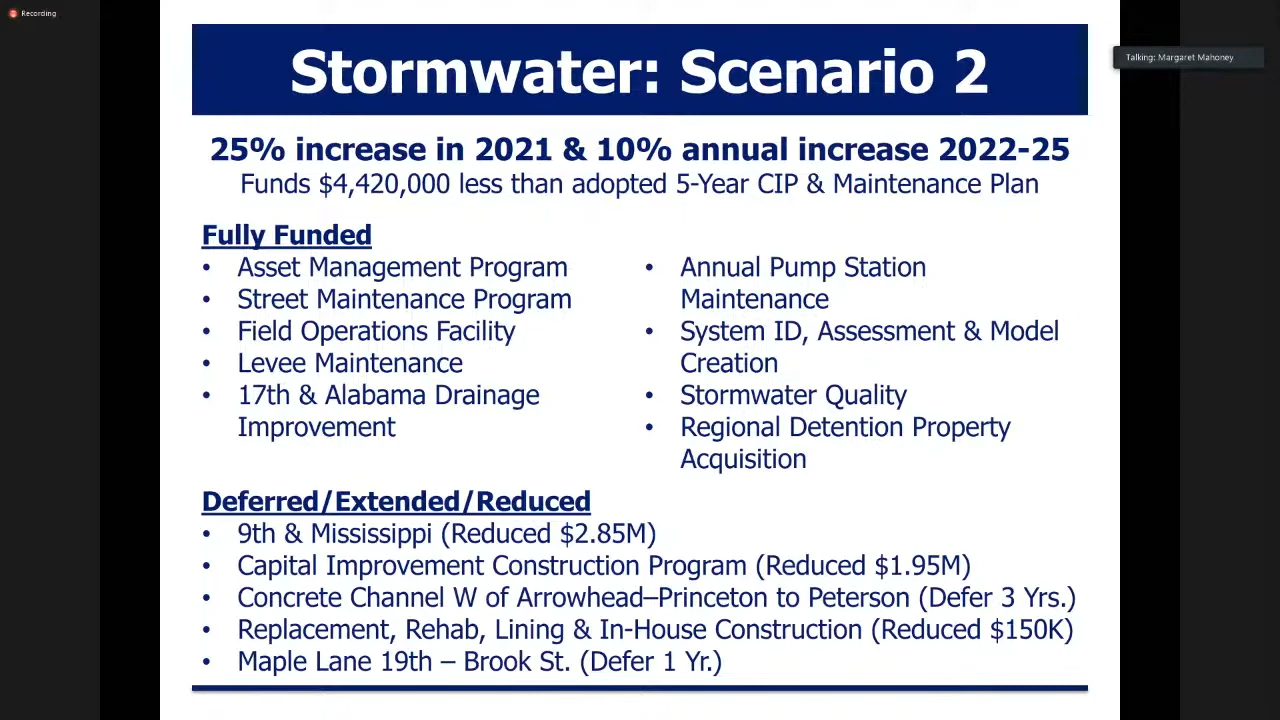 Recording
Talking: Margaret Mahoney
Stormwater: Scenario 2
25% increase in 2021 & 10% annual increase 2022-25
Funds $4,420,000 less than adopted 5-Year CIP & Maintenance Plan
Fully Funded
• Asset Management Program
• Street Maintenance Program
• Field Operations Facility
• Levee Maintenance
• 17th & Alabama Drainage
Improvement
• Annual Pump Station
Maintenance
• System ID, Assessment & Model
Creation
• Stormwater Quality
• Regional Detention Property
Acquisition
Deferred/Extended/Reduced
• 9th & Mississippi (Reduced $2.85M)
• Capital Improvement Construction Program (Reduced $1.95M)
• Concrete Channel W of Arrowhead–Princeton to Peterson (Defer 3 Yrs.)
• Replacement, Rehab, Lining & In-House Construction (Reduced $150K)
• Maple Lane 19th – Brook St. (Defer 1 Yr.)